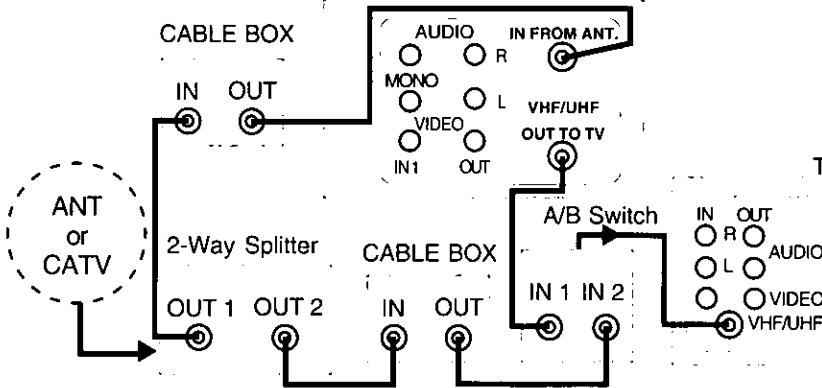 CABLE BOX
IN OUT
AUDIO
R
MONO
L
VIDEO
IN 1 OUT
IN FROM ANT.
VHF/UHF
OUT TO TV
ANT
or
CATV
2-Way Splitter
OUT 1 OUT 2
CABLE BOX
IN OUT
A/B Switch
IN 1 IN 2
T
IN OUT
R
AUDIO
L
VIDEO
VHF/UHF